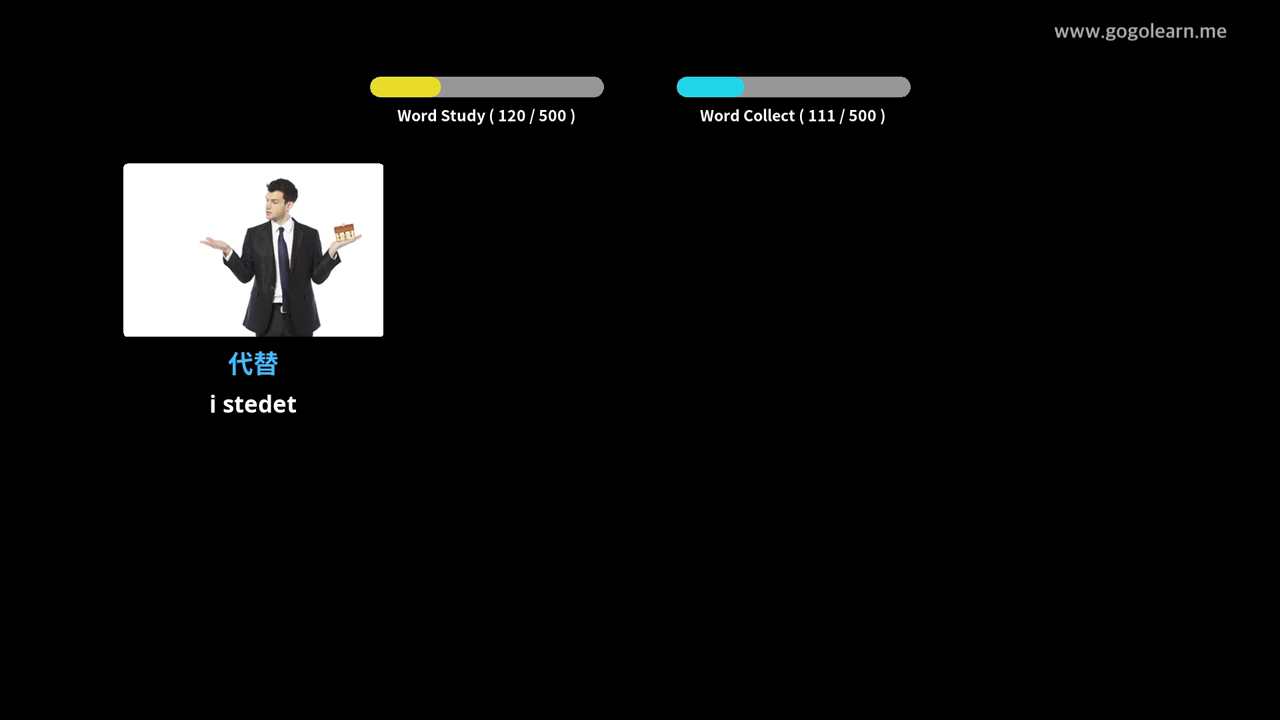 www.gogolearn.me
Word Study ( 120 / 500 )
Word Collect ( 111 / 500 )
代替
i stedet